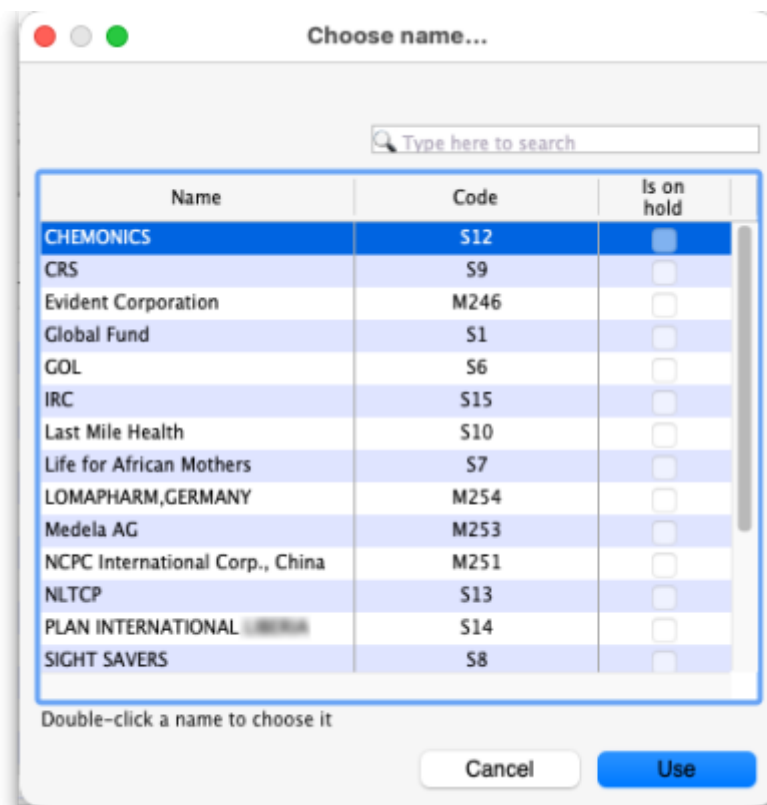 Choose name...
Type here to search
Name Code Is on hold
CHEMONICS S12
CRS S9
Evident Corporation M246
Global Fund S1
GOL S6
IRC S15
Last Mile Health S10
Life for African Mothers S7
LOMAPHARM,GERMANY M254
Medela AG M253
NCPC International Corp., China M251
NLTCP S13
PLAN INTERNATIONAL S14
SIGHT SAVERS S8
Double-click a name to choose it
Cancel Use